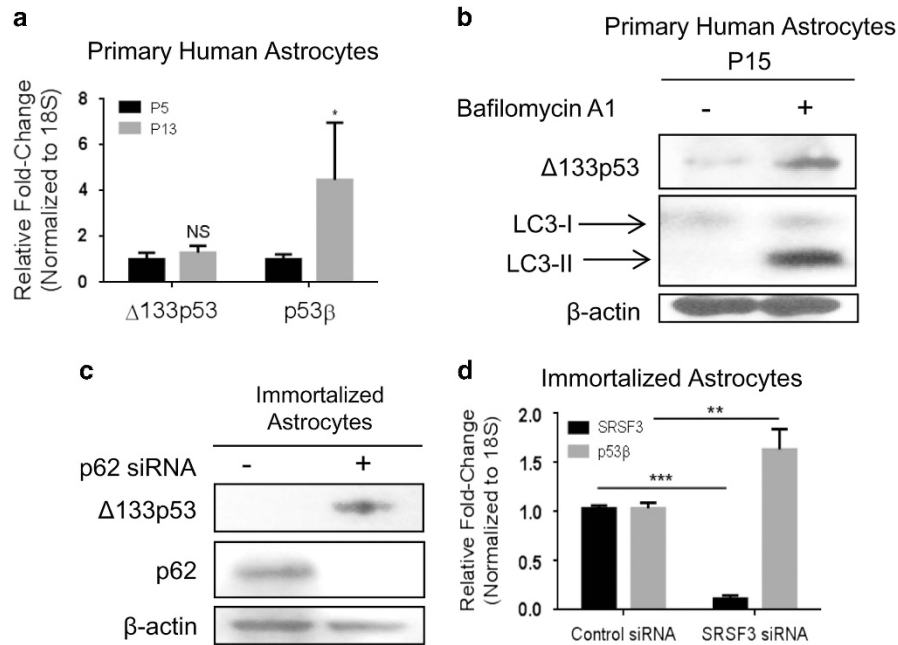 a
Primary Human Astrocytes
Relative Fold-Change
(Normalized to 18S)
8
6
4
2
0
P5
P13
NS
*
Δ133p53
p53β
b
Primary Human Astrocytes
P15
Bafilomycin A1
- +
Δ133p53
LC3-I
LC3-II
β-actin
c
Immortalized
Astrocytes
p62 siRNA
- +
Δ133p53
p62
β-actin
d
Immortalized Astrocytes
Relative Fold-Change
(Normalized to 18S)
2.0
1.5
1.0
0.5
0.0
SRSF3
p53β
**
***
Control siRNA
SRSF3 siRNA